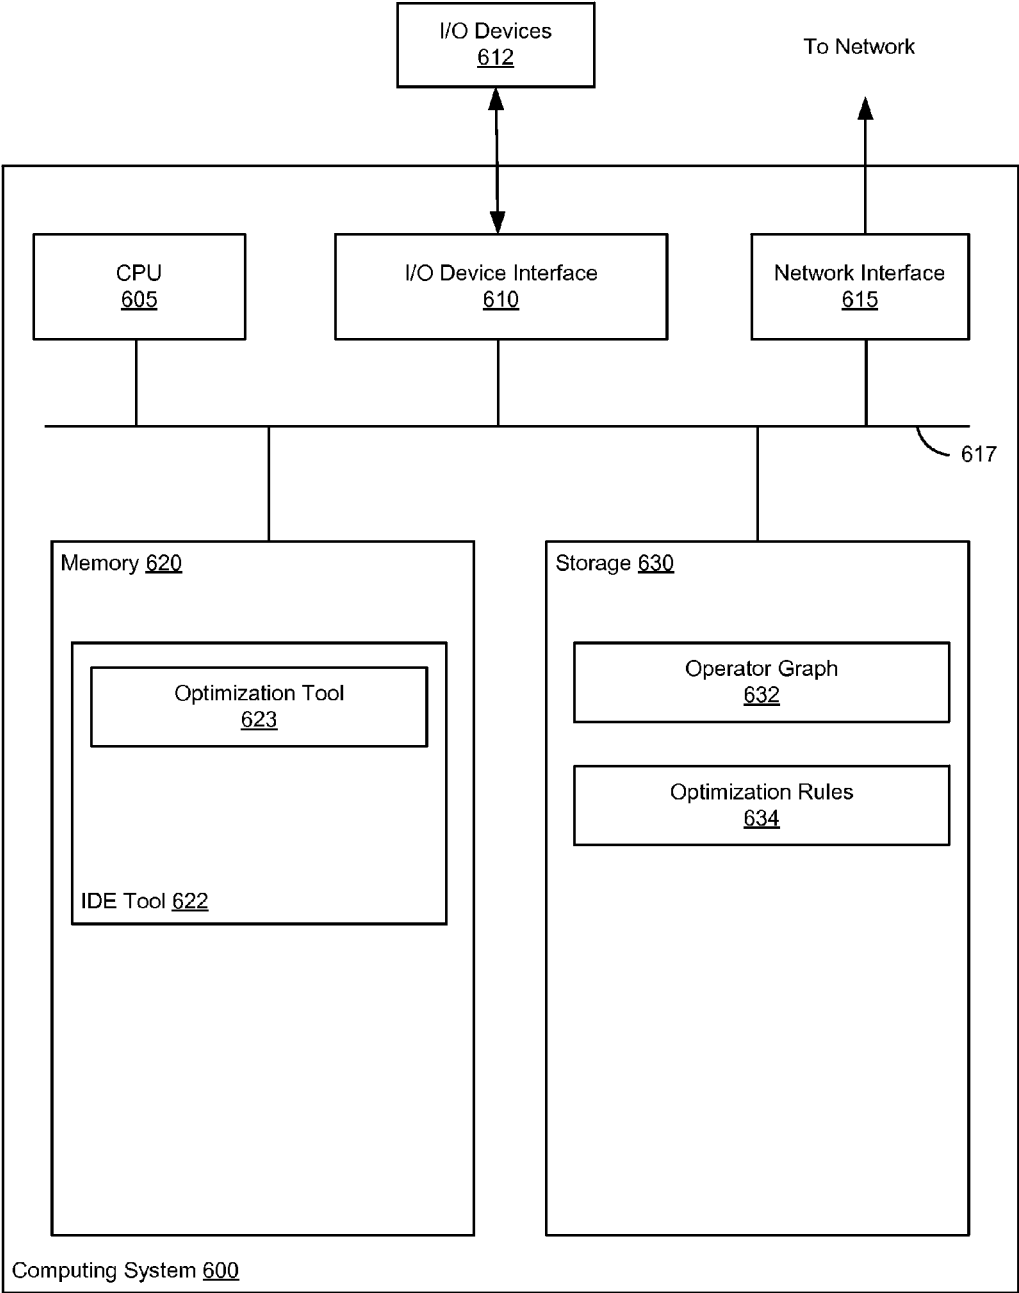 I/O Devices
612
To Network
CPU
605
I/O Device Interface
610
Network Interface
615
617
Memory 620
Storage 630
Optimization Tool
623
Operator Graph
632
Optimization Rules
634
IDE Tool 622
Computing System 600